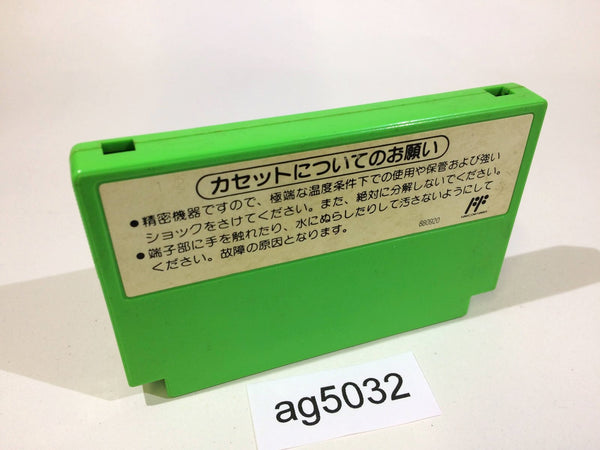 カセットについてのお願い
●精密機器ですので、極端な温度条件下での使用や保管および強い
ショックをさけてください。また、絶対に分解しないでください。
●端子部に手を触れたり、水にぬらしたりして汚さないようにして
ください。故障の原因となります。
880920
ag5032